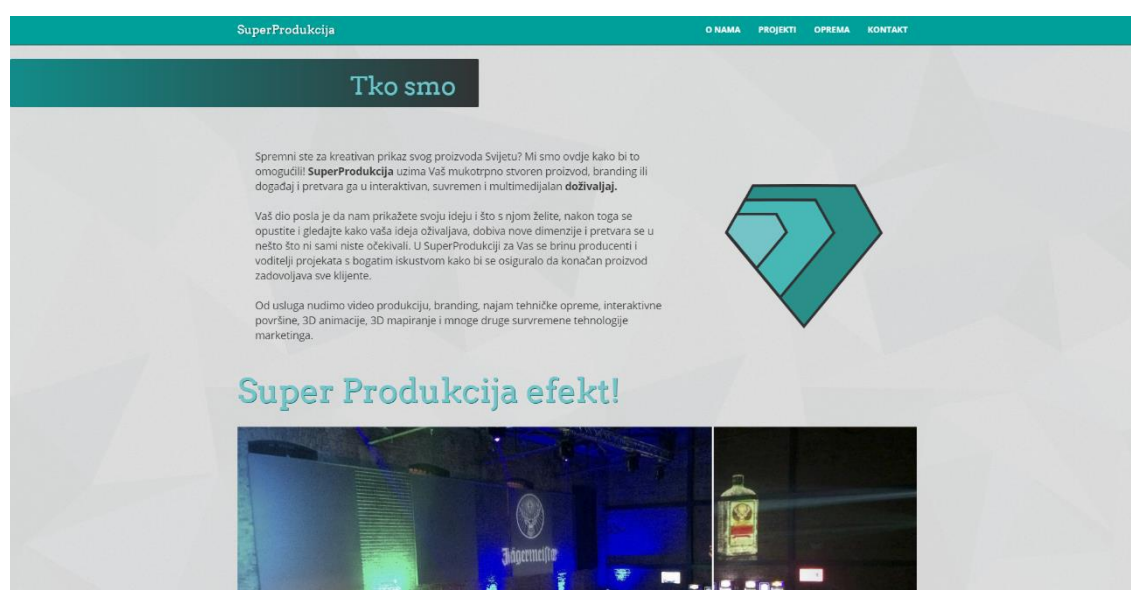 SuperProdukcija
O NAMA PROJEKTI OPREMA KONTAKT
Tko smo
Spremni ste za kreativan prikaz svog proizvoda Svijetu? Mi smo ovdje kako bi to
omogućili! SuperProdukcija uzima Vaš mukotrpno stvoren proizvod, branding ili
događaj i pretvara ga u interaktivan, suvremen i multimedijalan doživaljaj.
Vaš dio posla je da nam prikažete svoju ideju i što s njom želite, nakon toga se
opustite i gledajte kako vaša ideja oživaljava, dobiva nove dimenzije i pretvara se u
nešto što ni sami niste očekivali. U SuperProdukciji za Vas se brinu producenti i
voditelji projekata s bogatim iskustvom kako bi se osiguralo da konačan proizvod
zadovoljava sve klijente.
Od usluga nudimo video produkciju, branding, najam tehničke opreme, interaktivne
površine, 3D animacije, 3D mapiranje i mnoge druge survremene tehnologije
marketinga.
Super Produkcija efekt!
Jägermeister